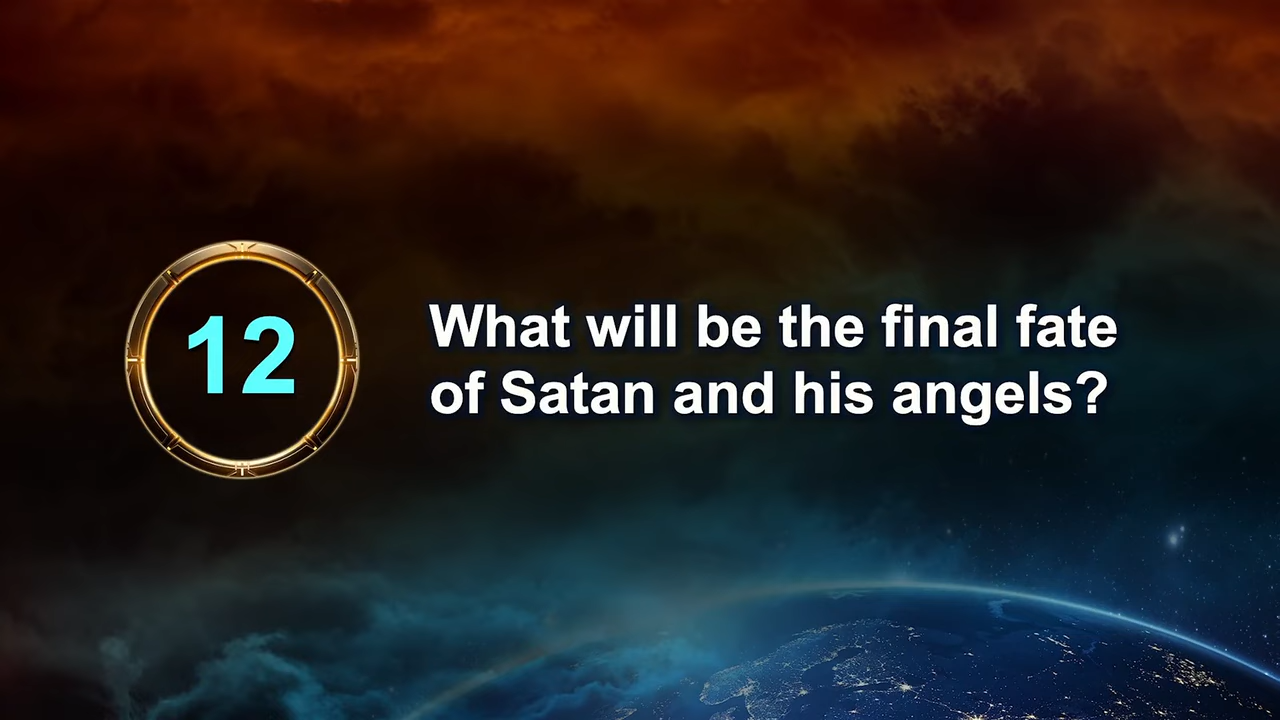 12
What will be the final fate
of Satan and his angels?